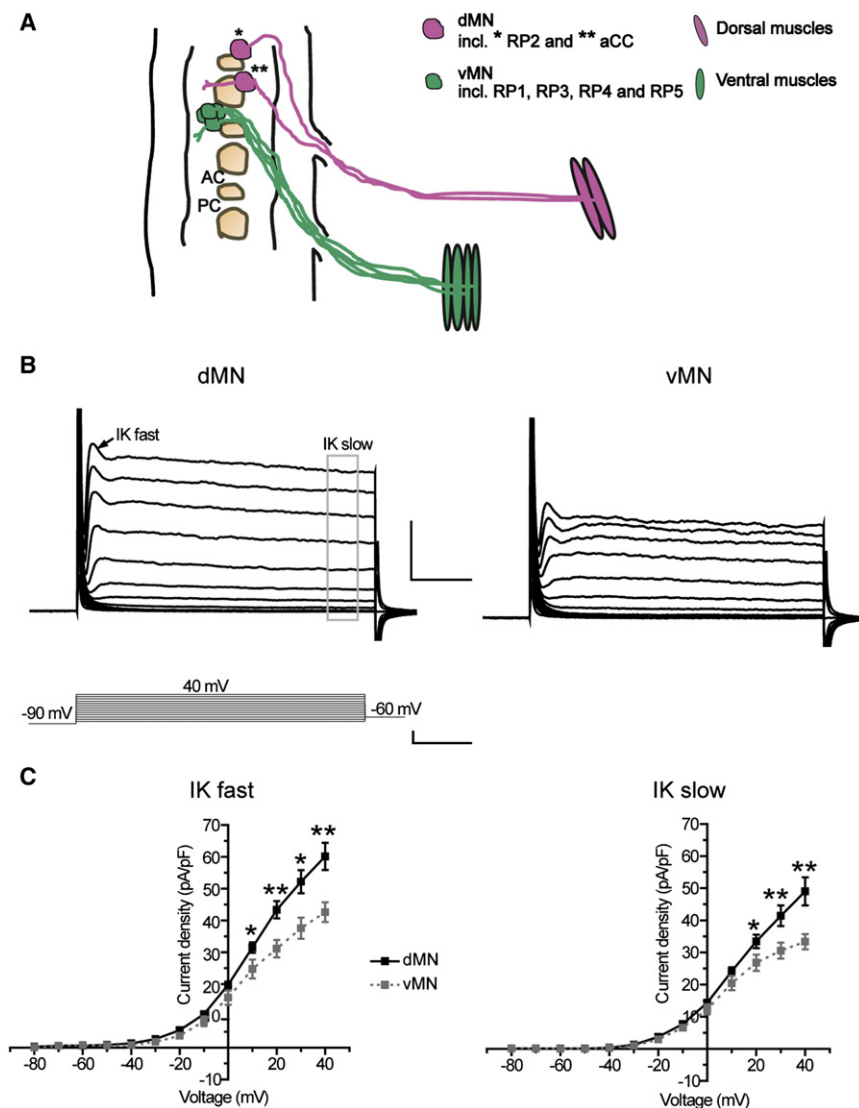 A
* **
dMN
incl. * RP2 and ** aCC
vMN
incl. RP1, RP3, RP4 and RP5
Dorsal muscles
Ventral muscles
AC
PC
B
dMN
vMN
IK fast
IK slow
40 mV
-90 mV
-60 mV
C
IK fast
IK slow
Current density (pA/pF)
70
60
50
40
30
20
10
-10
-80 -60 -40 -20 0 20 40
Voltage (mV)
* ** * **
dMN
vMN
Current density (pA/pF)
70
60
50
40
30
20
10
-10
-80 -60 -40 -20 0 20 40
Voltage (mV)
* ** **